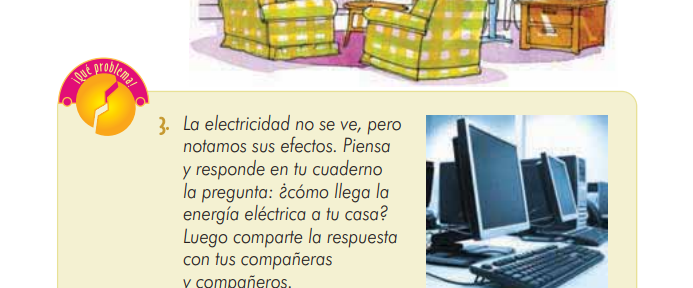 ¡Qué problema!
3. La electricidad no se ve, pero
notamos sus efectos. Piensa
y responde en tu cuaderno
la pregunta: ¿cómo llega la
energía eléctrica a tu casa?
Luego comparte la respuesta
con tus compañeras
y compañeros.